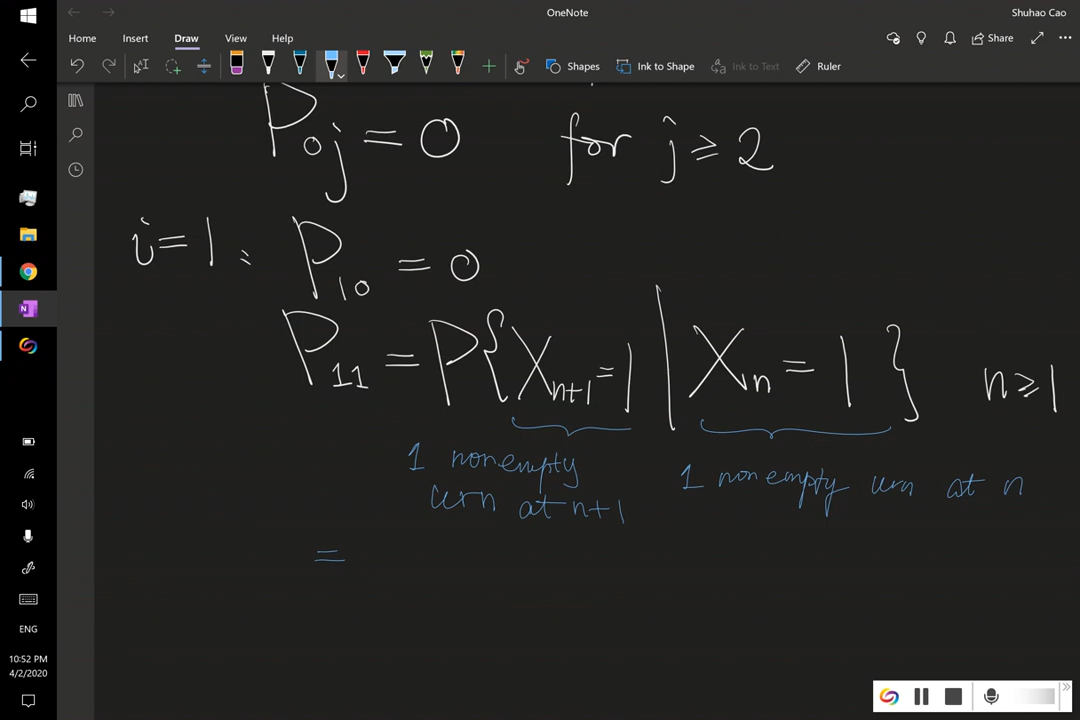 OneNote
Shuhao Cao
Home Insert Draw View Help
Share
Shapes Ink to Shape Ink to Text Ruler
P₀ⱼ = 0 for j ≥ 2
i = 1 : P₁₀ = 0
P₁₁ = P{Xₙ₊₁ = 1 | Xₙ = 1} n ≥ 1
1 nonempty
urn at n+1
1 nonempty urn at n
=
ENG
10:52 PM
4/2/2020